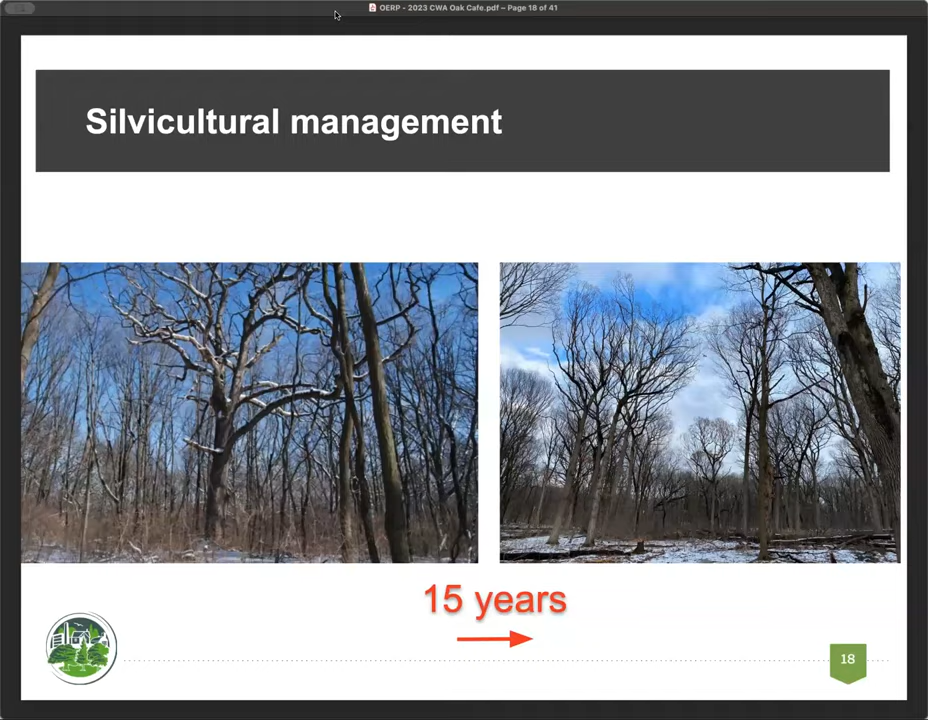 OERP - 2023 CWA Oak Cafe.pdf – Page 18 of 41
Silvicultural management
15 years
18